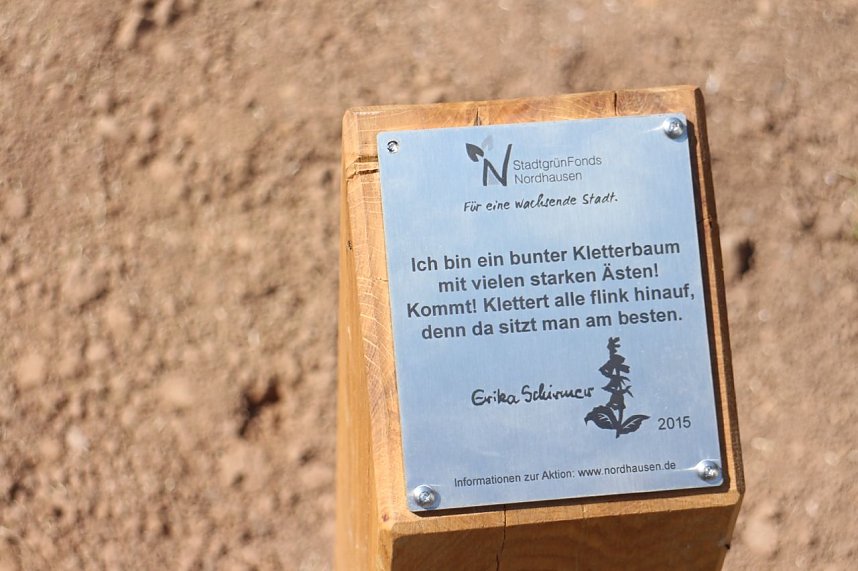 StadtgrünFonds
Nordhausen
Für eine wachsende Stadt.
Ich bin ein bunter Kletterbaum
mit vielen starken Ästen!
Kommt! Klettert alle flink hinauf,
denn da sitzt man am besten.
Erika Schirmer
2015
Informationen zur Aktion: www.nordhausen.de